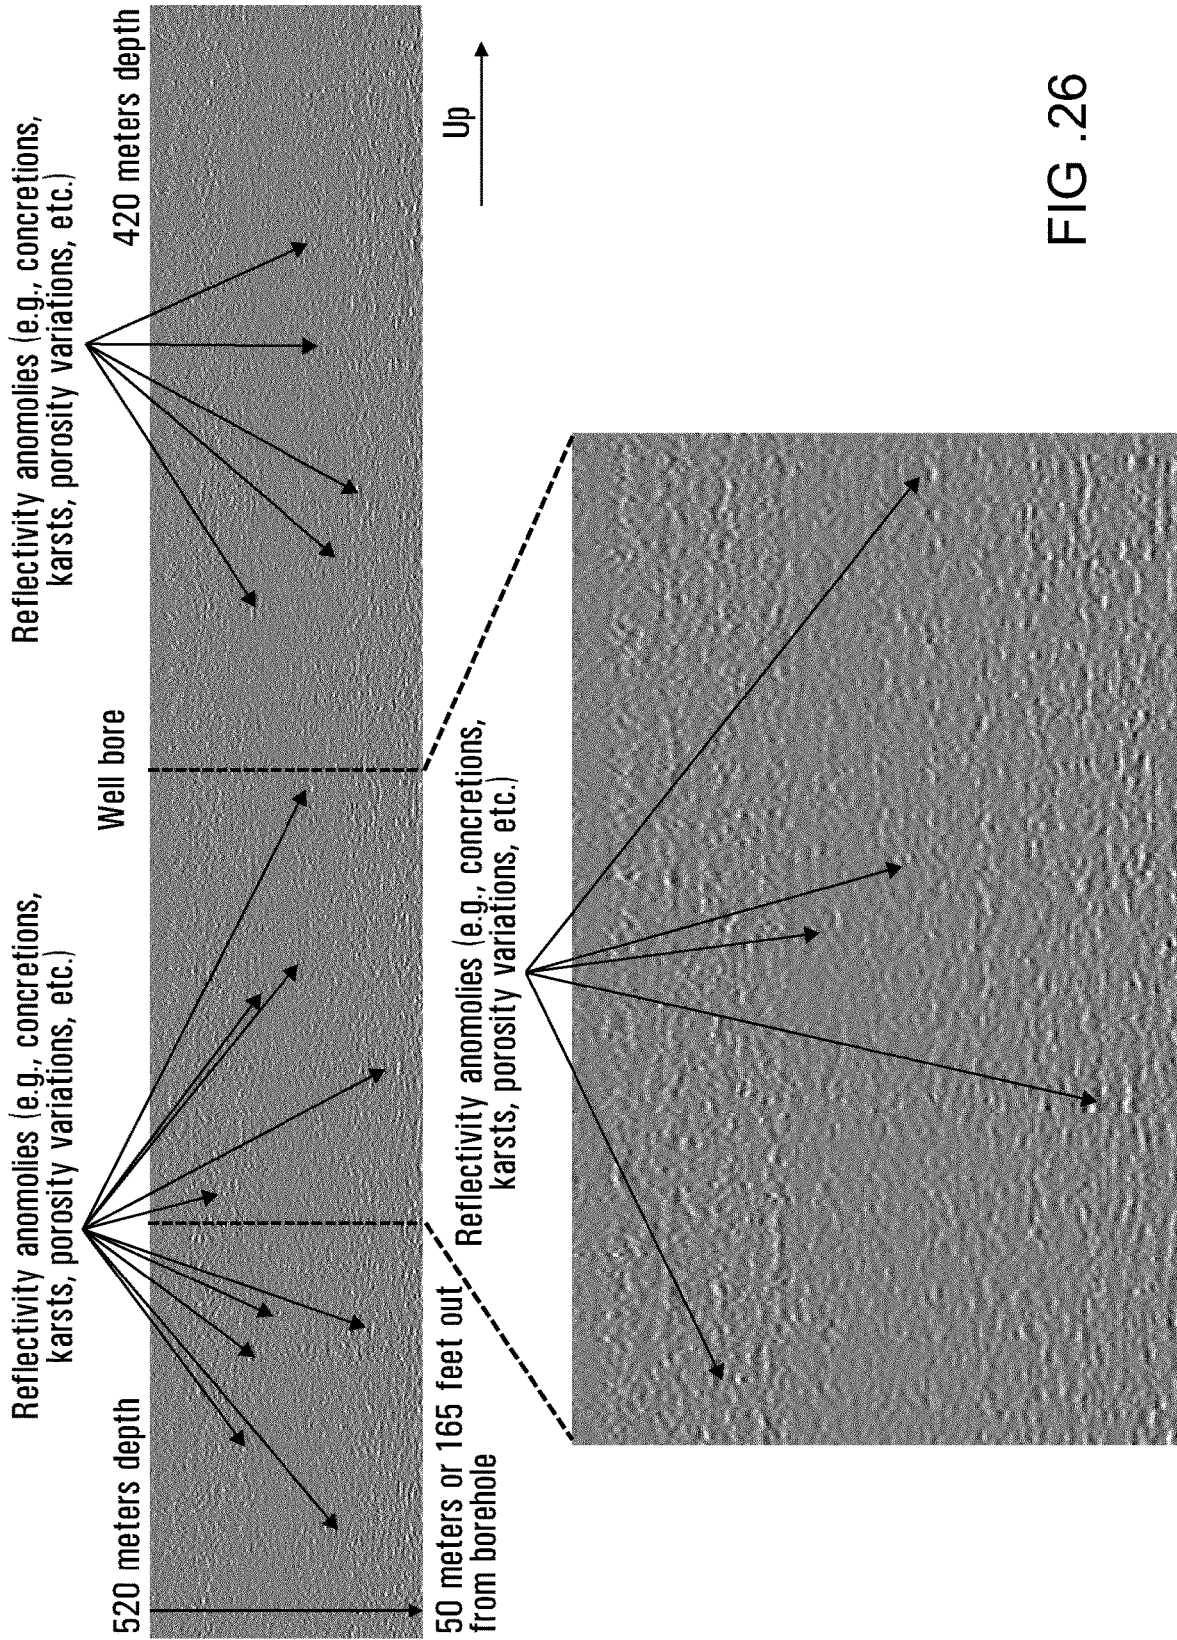 Reflectivity anomolies (e.g., concretions,
karsts, porosity variations, etc.)
Reflectivity anomolies (e.g., concretions,
karsts, porosity variations, etc.)
520 meters depth
Well bore
420 meters depth
50 meters or 165 feet out
from borehole
Up
Reflectivity anomolies (e.g., concretions,
karsts, porosity variations, etc.)
FIG .26